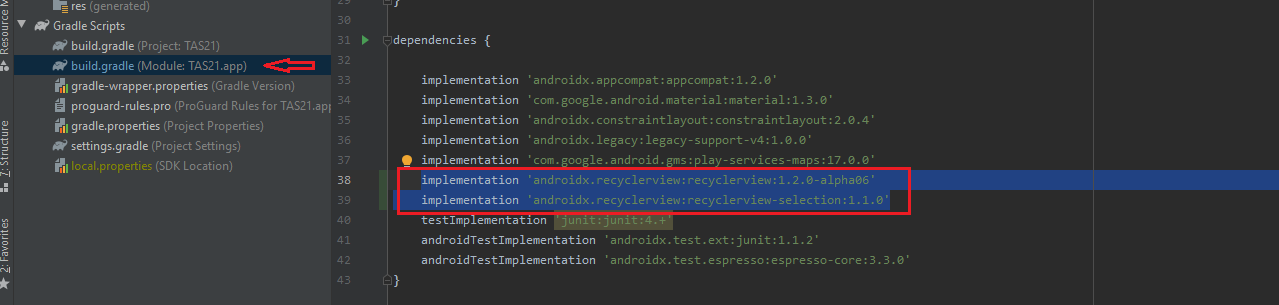 Resource M
7: Structure
2: Favorites
res (generated)
Gradle Scripts
build.gradle (Project: TAS21)
build.gradle (Module: TAS21.app)
gradle-wrapper.properties (Gradle Version)
proguard-rules.pro (ProGuard Rules for TAS21.app
gradle.properties (Project Properties)
settings.gradle (Project Settings)
local.properties (SDK Location)
29 }
30
31 dependencies {
32
33 implementation 'androidx.appcompat:appcompat:1.2.0'
34 implementation 'com.google.android.material:material:1.3.0'
35 implementation 'androidx.constraintlayout:constraintlayout:2.0.4'
36 implementation 'androidx.legacy:legacy-support-v4:1.0.0'
37 implementation 'com.google.android.gms:play-services-maps:17.0.0'
38 implementation 'androidx.recyclerview:recyclerview:1.2.0-alpha06'
39 implementation 'androidx.recyclerview:recyclerview-selection:1.1.0'
40 testImplementation 'junit:junit:4.+'
41 androidTestImplementation 'androidx.test.ext:junit:1.1.2'
42 androidTestImplementation 'androidx.test.espresso:espresso-core:3.3.0'
43 }